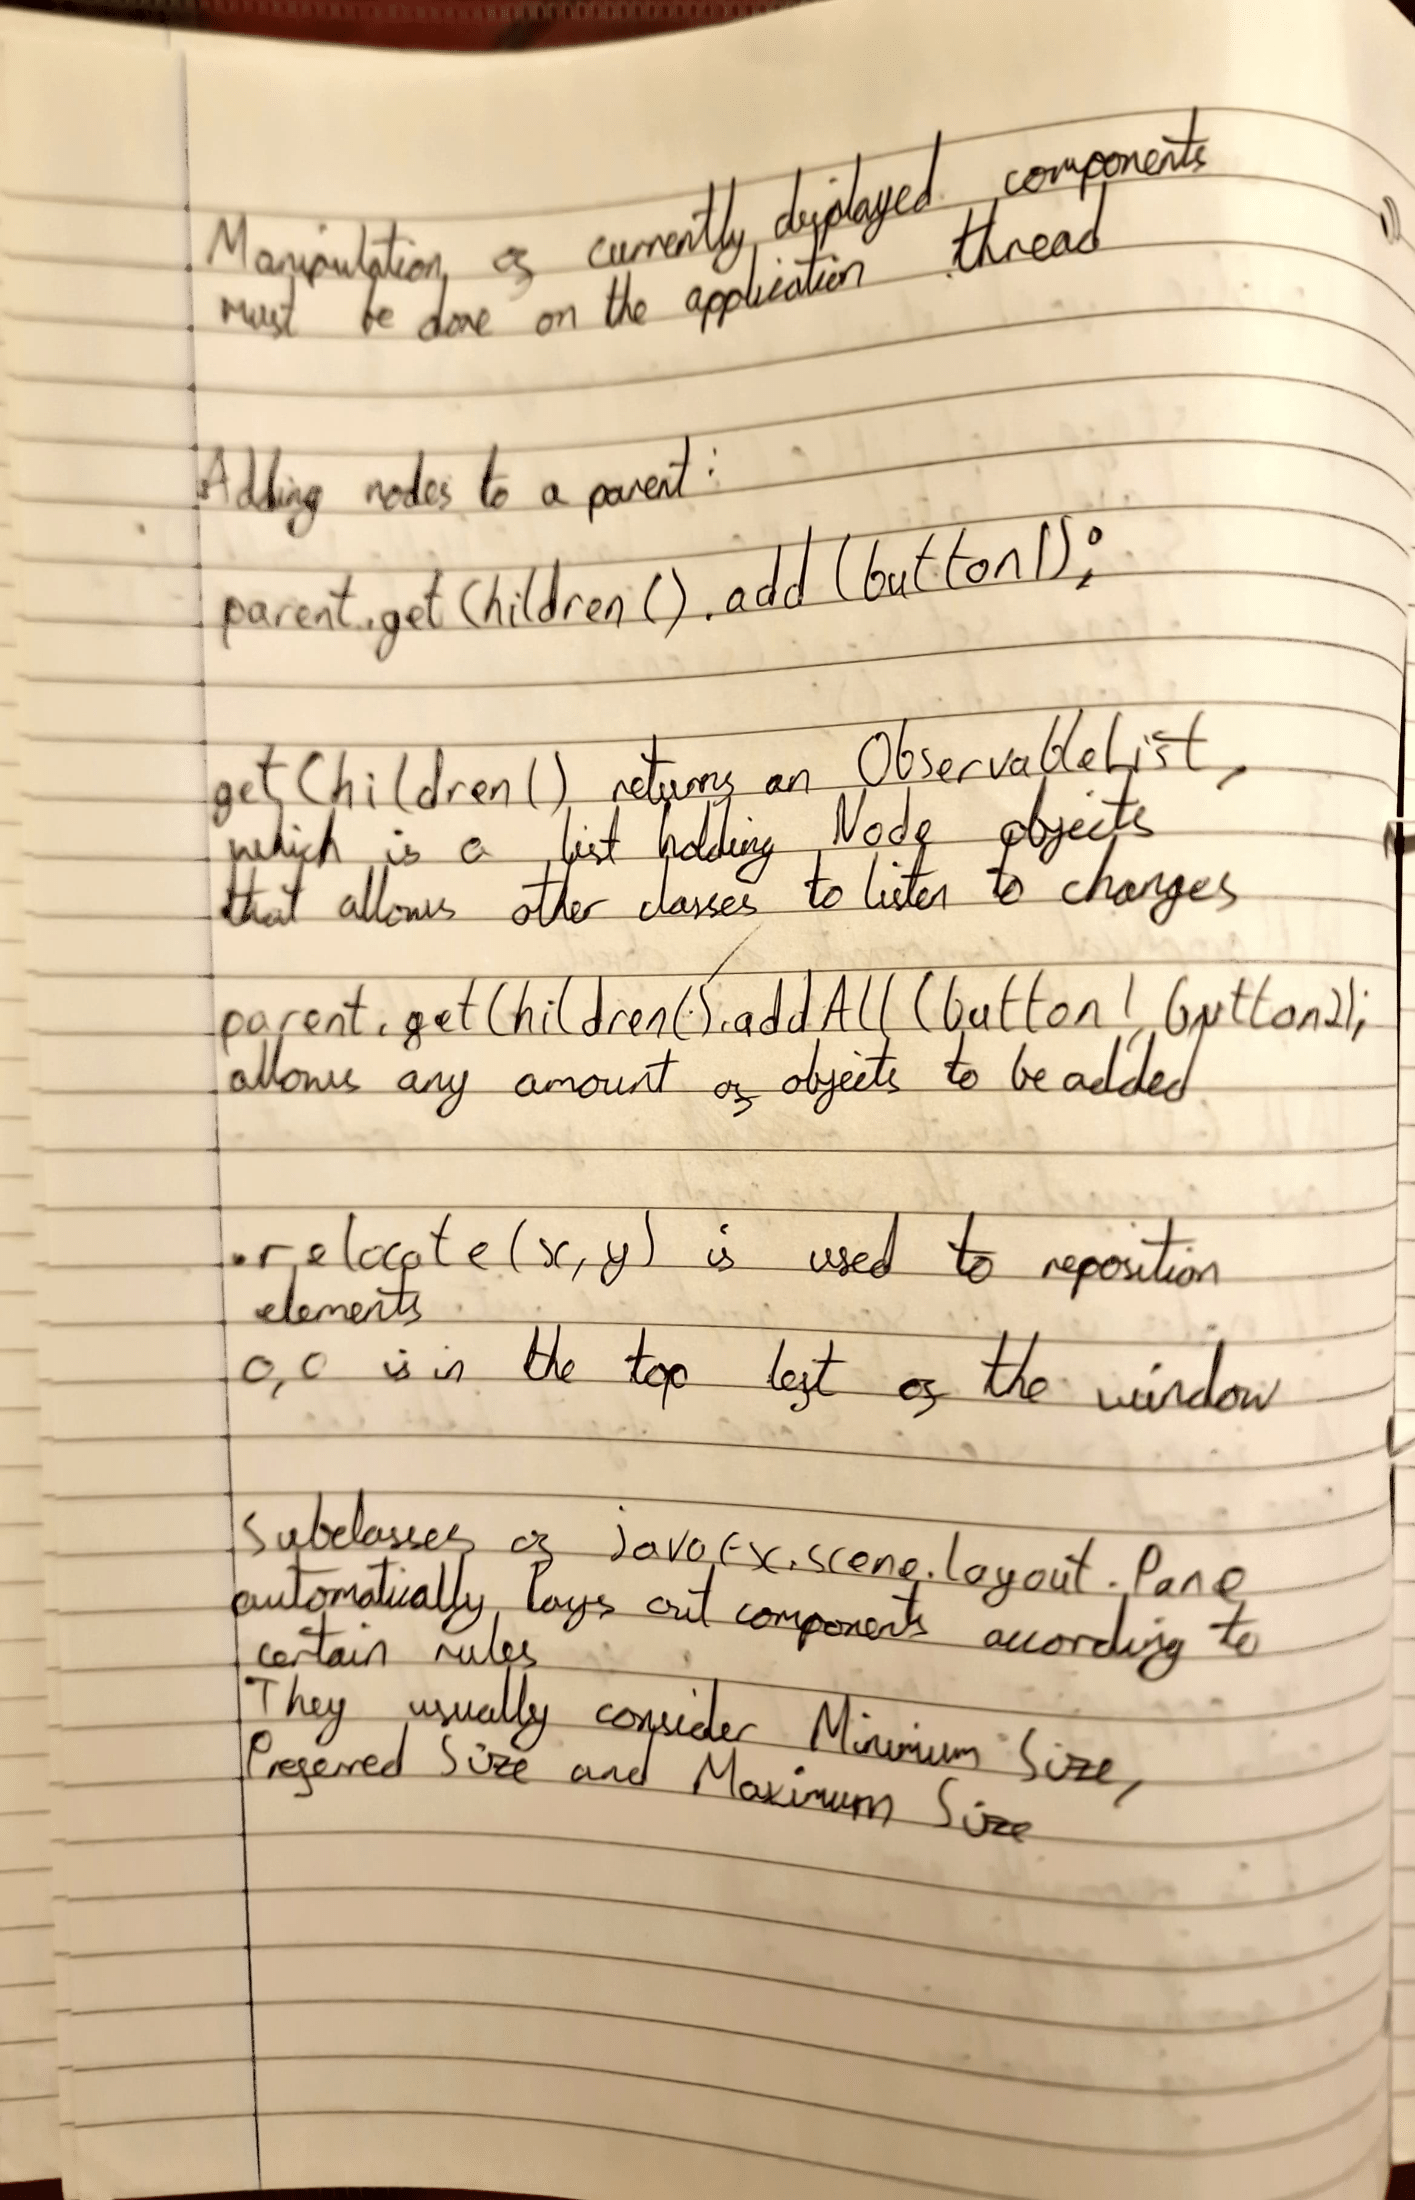 Manipulation of currently displayed components
must be done on the application thread
Adding nodes to a parent:
parent.getChildren().add(button1);
getChildren() returns an ObservableList,
which is a list holding Node objects
that allows other classes to listen to changes
parent.getChildren().addAll(button1, button2);
allows any amount of objects to be added
.relocate(x,y) is used to reposition
elements
0,0 is in the top left of the window
Subclasses of javafx.scene.layout.Pane
automatically lays out components according to
certain rules
They usually consider Minimum Size,
Preferred Size and Maximum Size